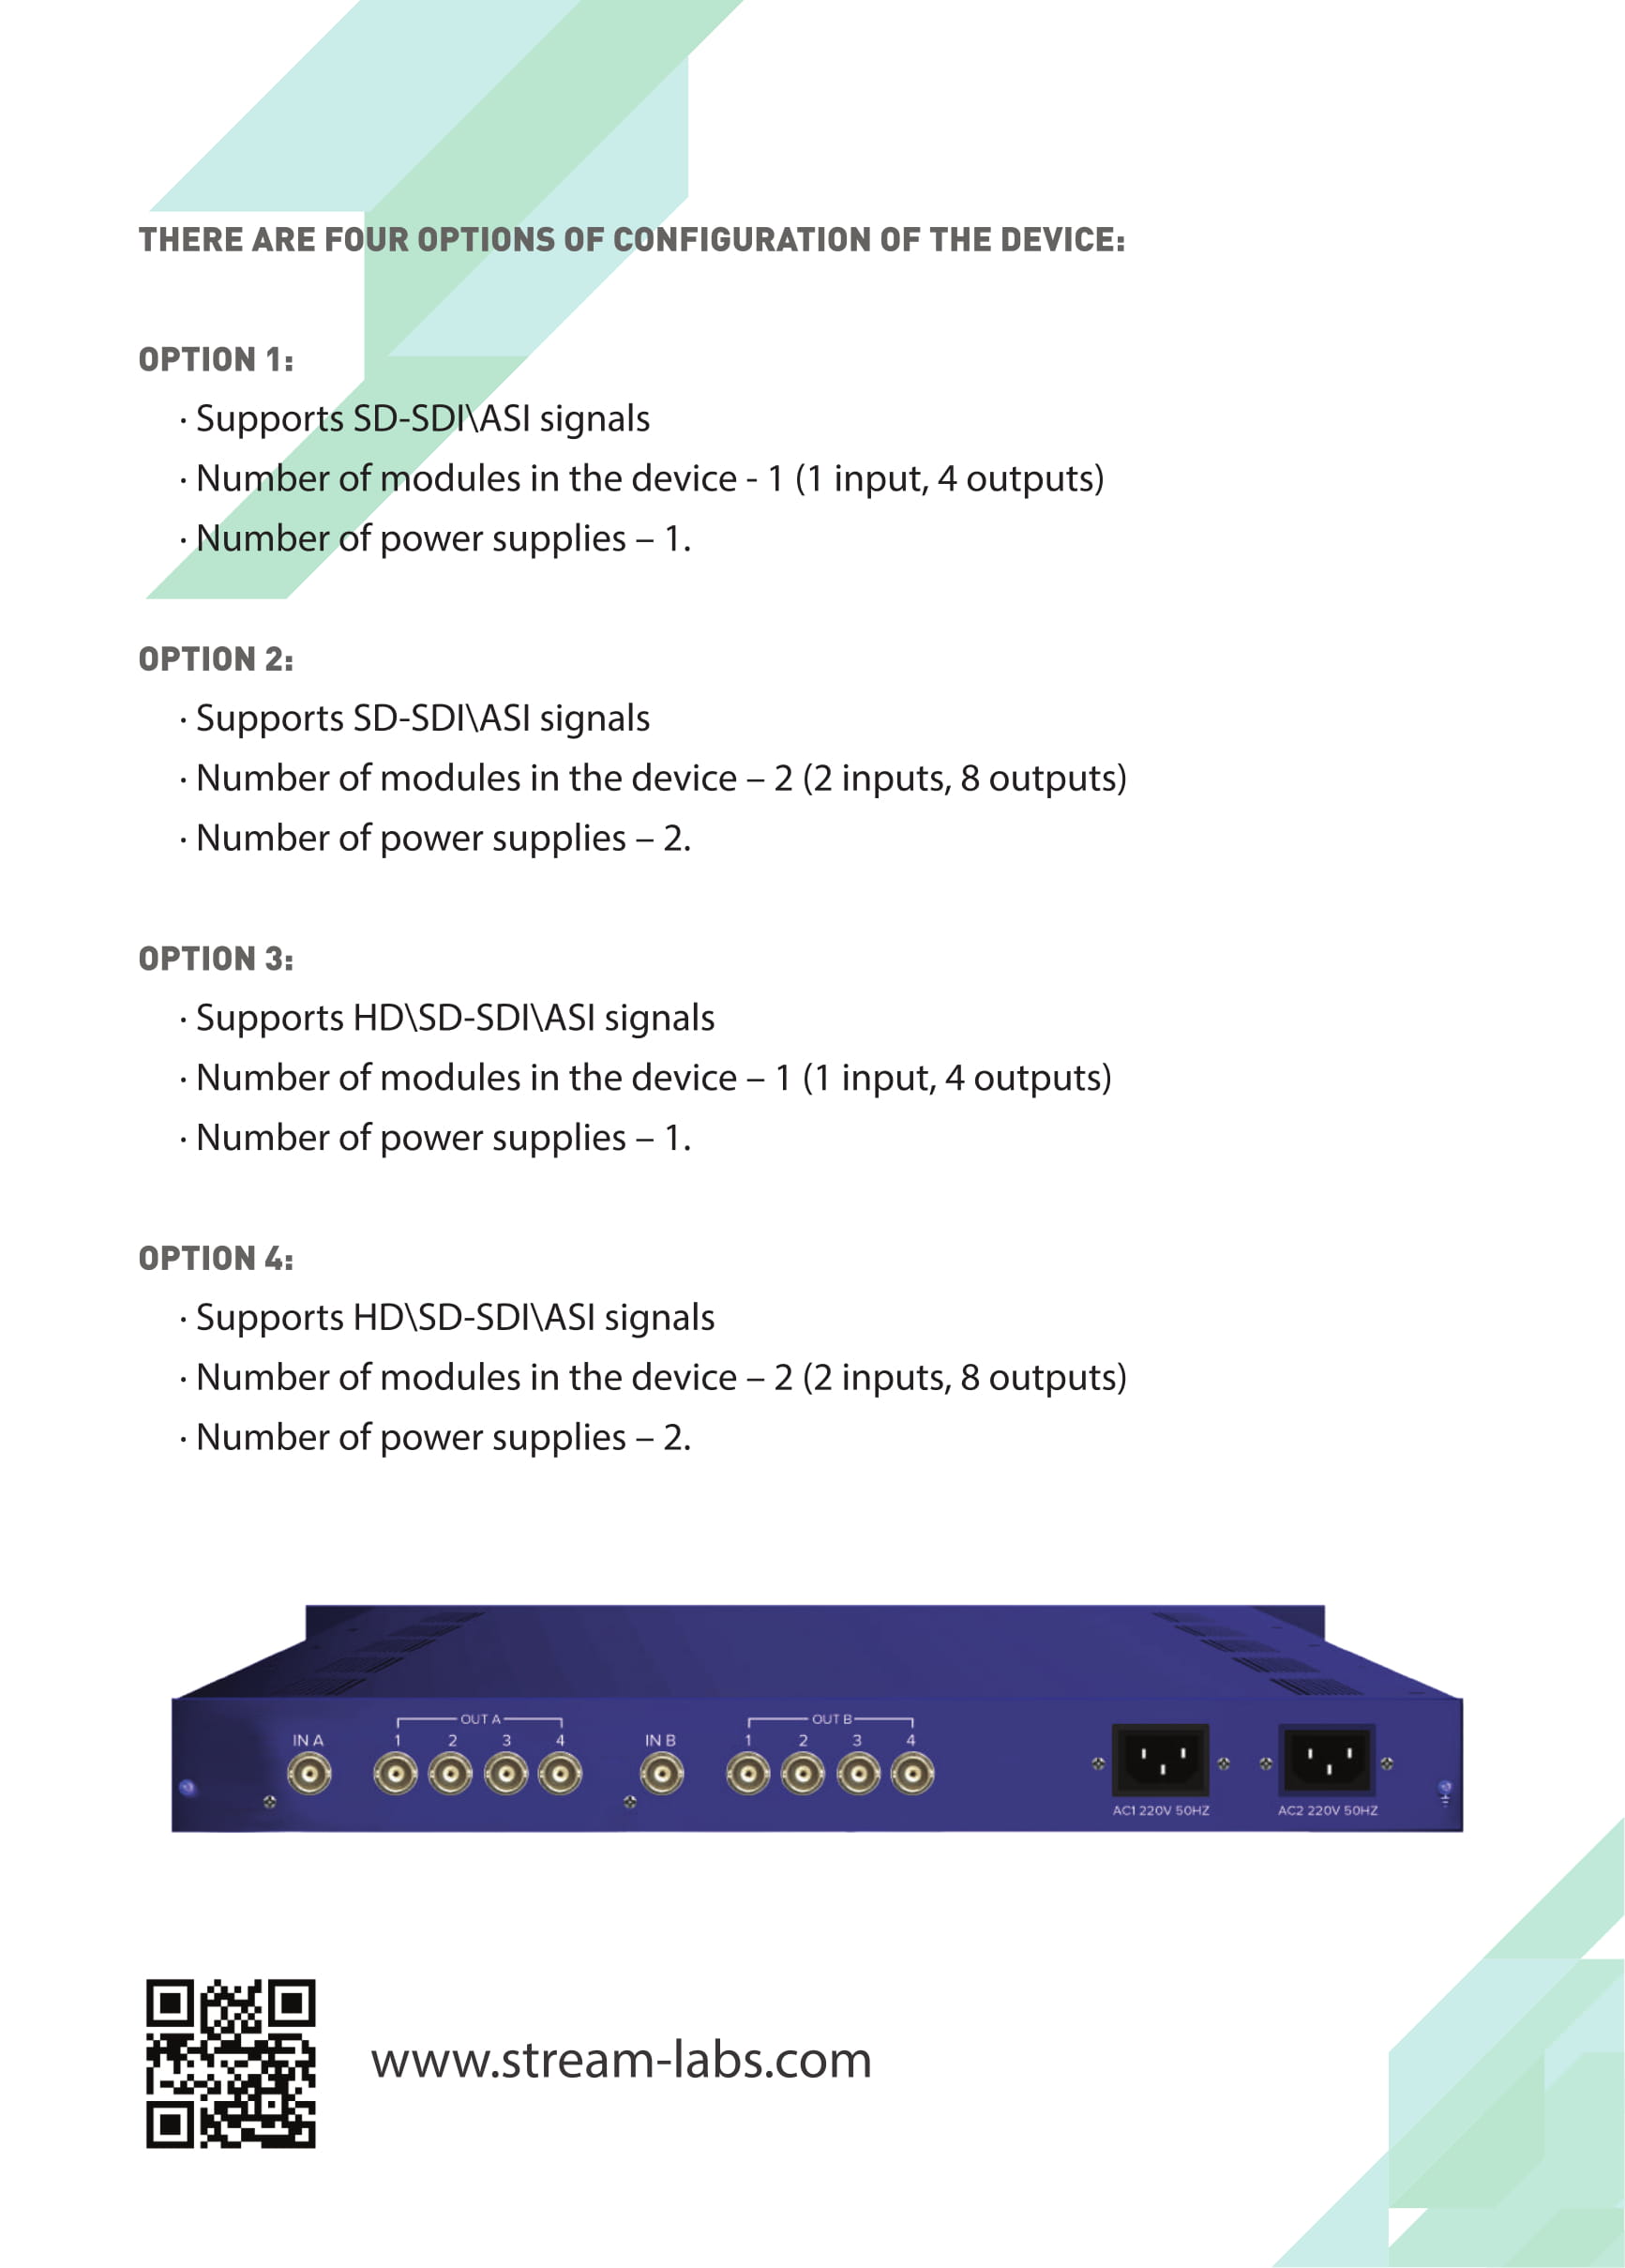 THERE ARE FOUR OPTIONS OF CONFIGURATION OF THE DEVICE:
OPTION 1:
· Supports SD-SDI\ASI signals
· Number of modules in the device - 1 (1 input, 4 outputs)
· Number of power supplies – 1.
OPTION 2:
· Supports SD-SDI\ASI signals
· Number of modules in the device – 2 (2 inputs, 8 outputs)
· Number of power supplies – 2.
OPTION 3:
· Supports HD\SD-SDI\ASI signals
· Number of modules in the device – 1 (1 input, 4 outputs)
· Number of power supplies – 1.
OPTION 4:
· Supports HD\SD-SDI\ASI signals
· Number of modules in the device – 2 (2 inputs, 8 outputs)
· Number of power supplies – 2.
OUT A OUT B
IN A 1 2 3 4 IN B 1 2 3 4
AC1 220V 50HZ AC2 220V 50HZ
www.stream-labs.com